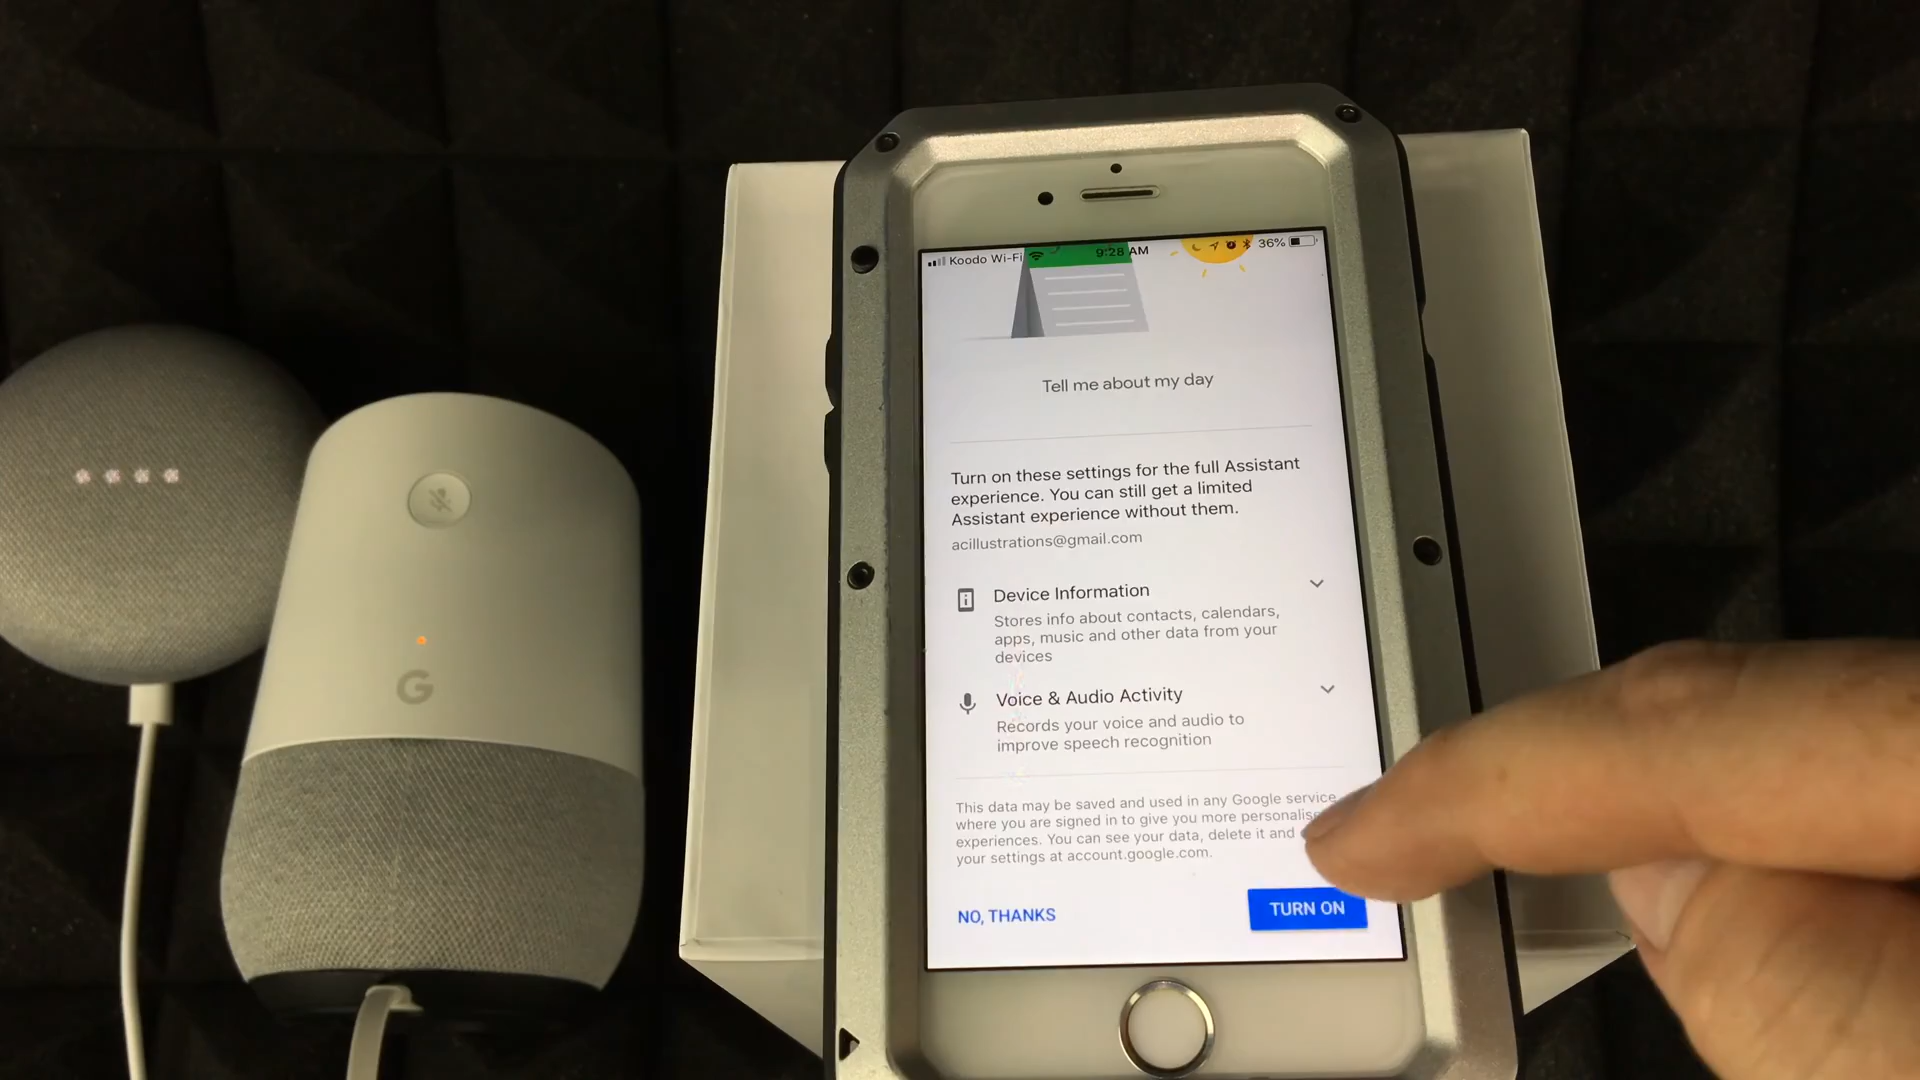 Koodo Wi-Fi
9:28 AM
36%
Tell me about my day
Turn on these settings for the full Assistant
experience. You can still get a limited
Assistant experience without them.
acillustrations@gmail.com
Device Information
Stores info about contacts, calendars,
apps, music and other data from your
devices
Voice & Audio Activity
Records your voice and audio to
improve speech recognition
This data may be saved and used in any Google service
where you are signed in to give you more
experiences. You can see your data, delete it and
your settings at account.google.com.
NO, THANKS
TURN ON
G